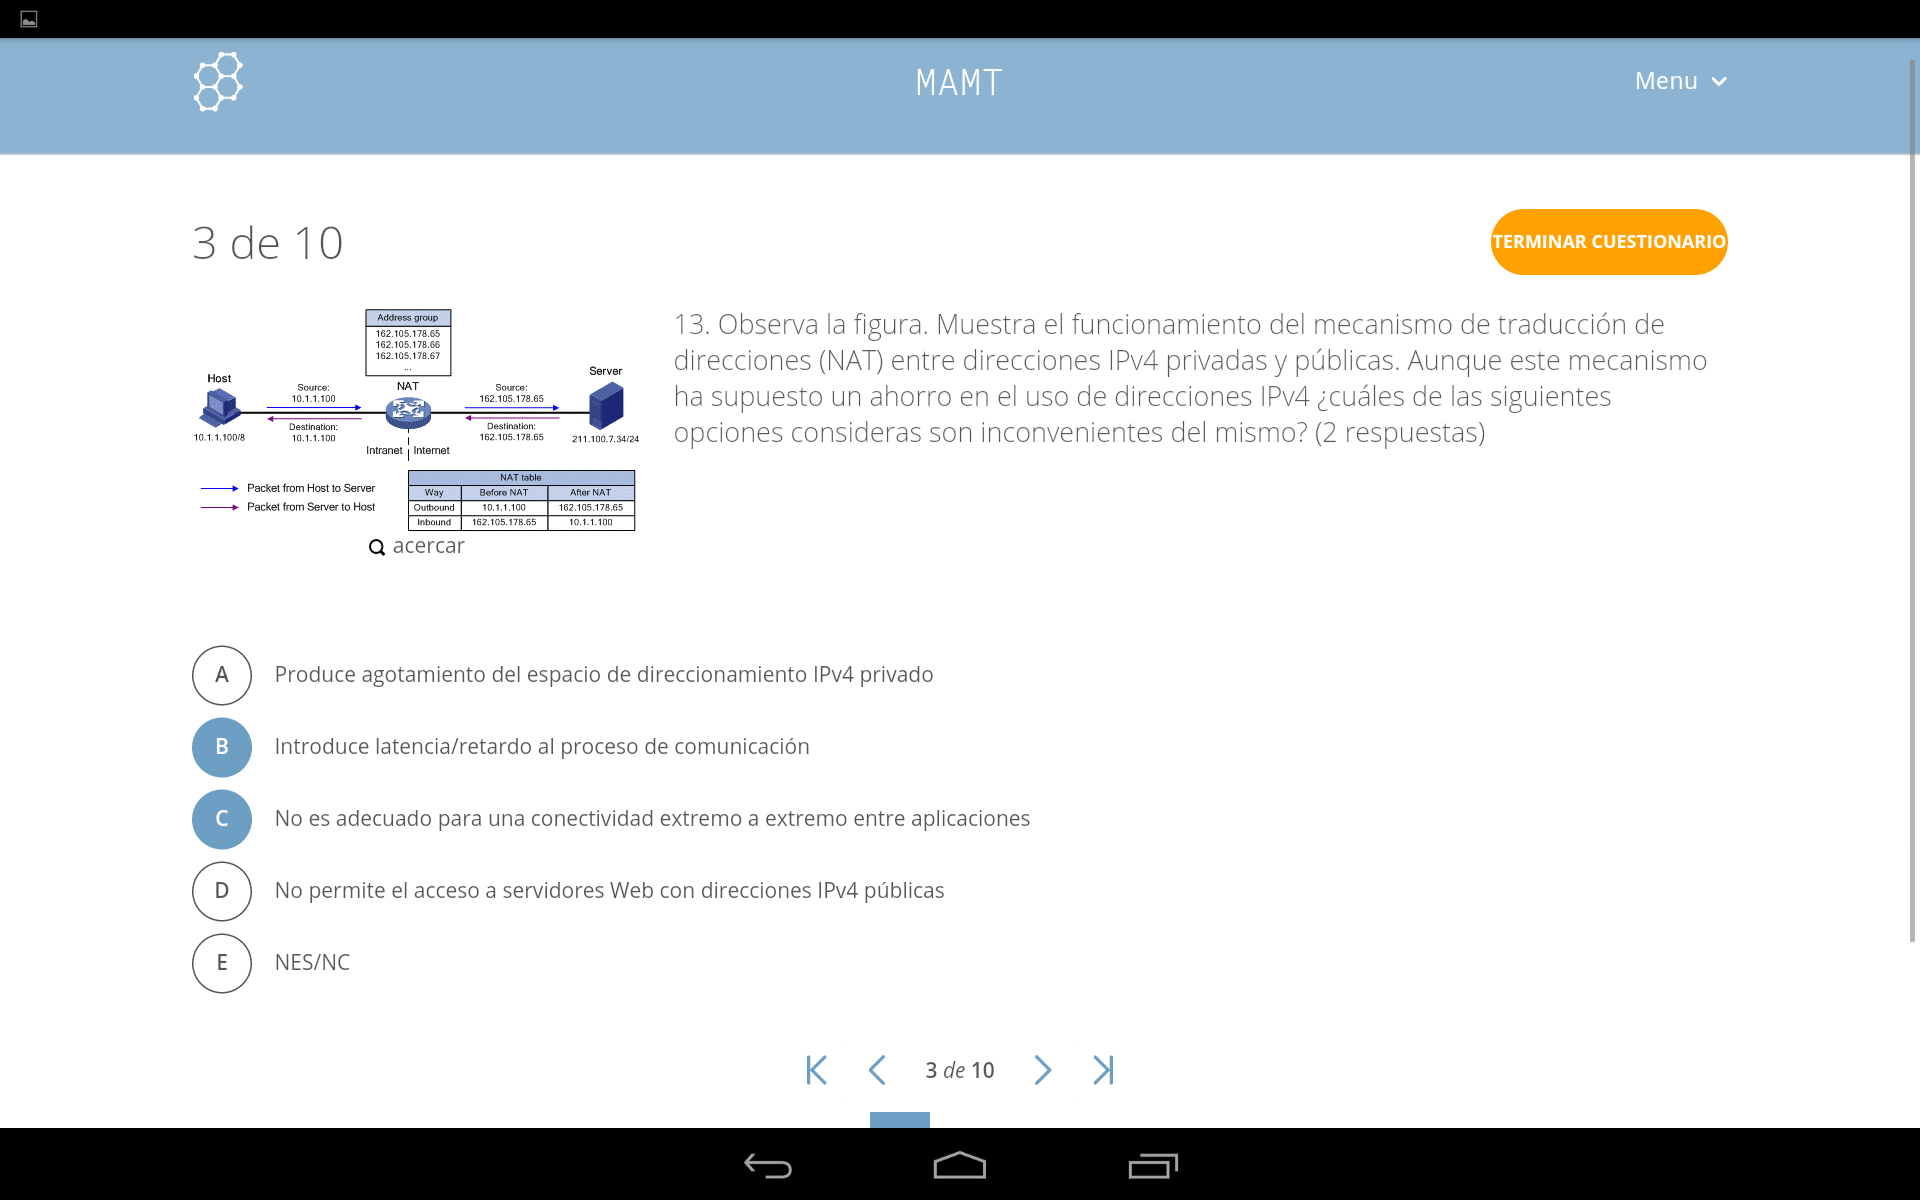 MAMT
Menu
3 de 10
TERMINAR CUESTIONARIO
Address group
162.105.178.65
162.105.178.66
162.105.178.67
...
Host
10.1.1.100/8
Source:
10.1.1.100
Destination:
10.1.1.100
NAT
Source:
162.105.178.65
Destination:
162.105.178.65
Server
211.100.7.34/24
Intranet
Internet
Packet from Host to Server
Packet from Server to Host
NAT table
Way Before NAT After NAT
Outbound 10.1.1.100 162.105.178.65
Inbound 162.105.178.65 10.1.1.100
acercar
13. Observa la figura. Muestra el funcionamiento del mecanismo de traducción de
direcciones (NAT) entre direcciones IPv4 privadas y públicas. Aunque este mecanismo
ha supuesto un ahorro en el uso de direcciones IPv4 ¿cuáles de las siguientes
opciones consideras son inconvenientes del mismo? (2 respuestas)
A Produce agotamiento del espacio de direccionamiento IPv4 privado
B Introduce latencia/retardo al proceso de comunicación
C No es adecuado para una conectividad extremo a extremo entre aplicaciones
D No permite el acceso a servidores Web con direcciones IPv4 públicas
E NES/NC
3 de 10